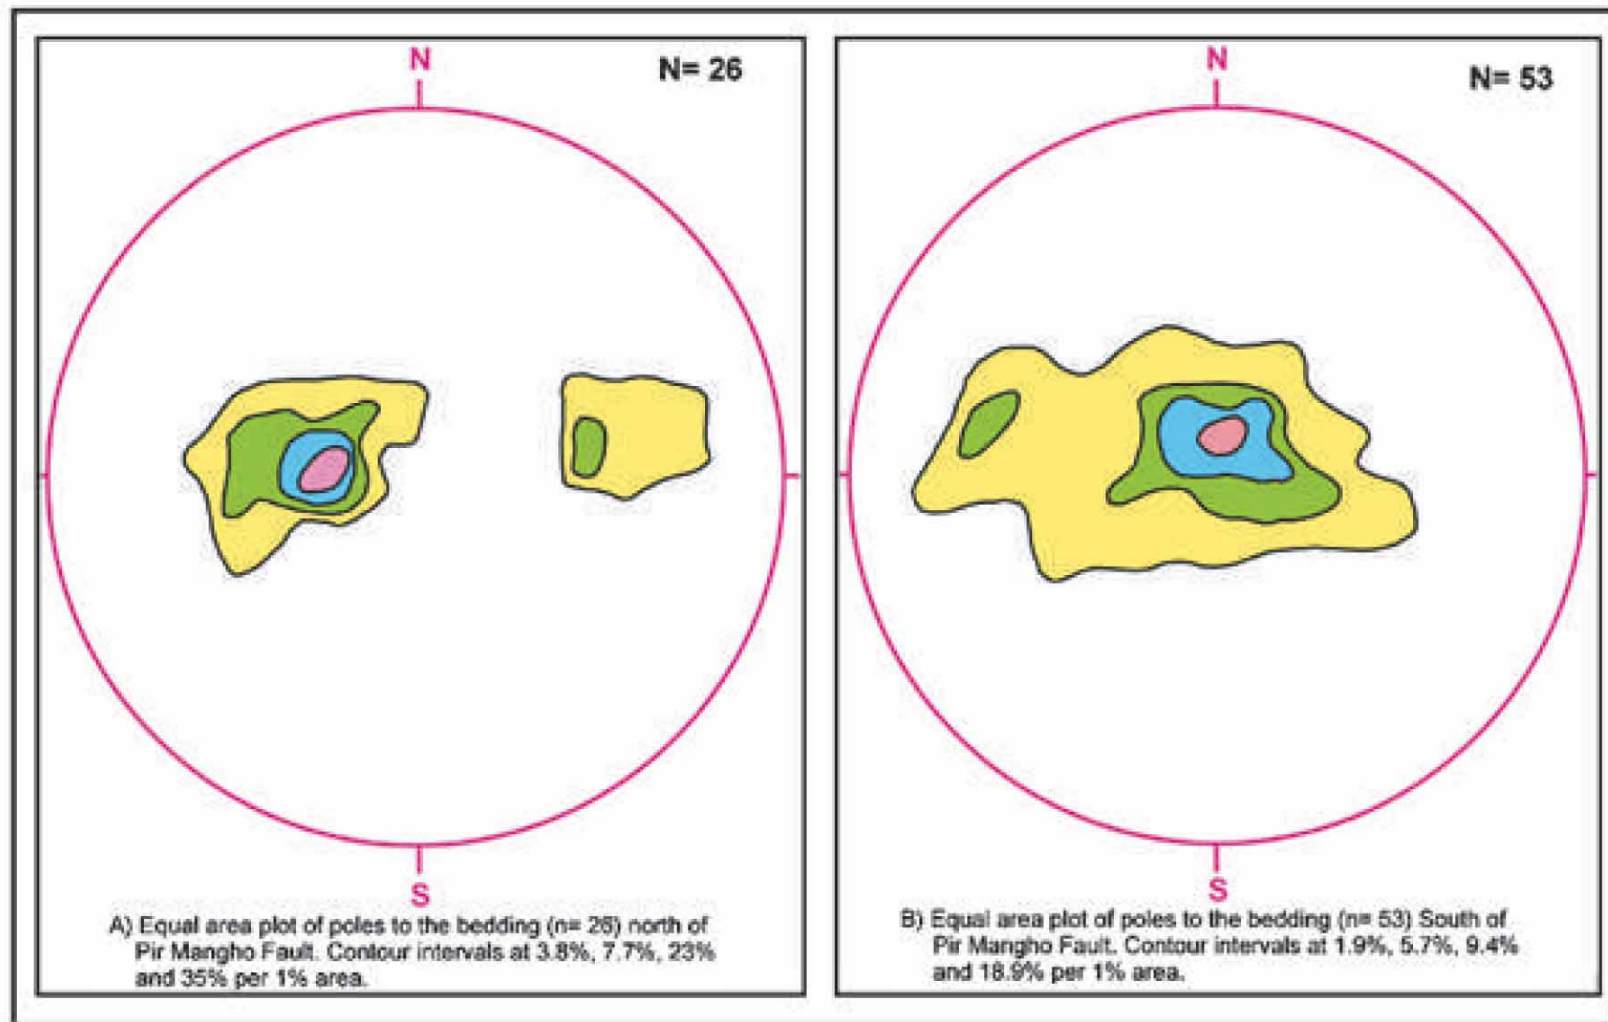 N
N= 26
S
A) Equal area plot of poles to the bedding (n= 26) north of
Pir Mangho Fault. Contour intervals at 3.8%, 7.7%, 23%
and 35% per 1% area.
N
N= 53
S
B) Equal area plot of poles to the bedding (n= 53) South of
Pir Mangho Fault. Contour intervals at 1.9%, 5.7%, 9.4%
and 18.9% per 1% area.